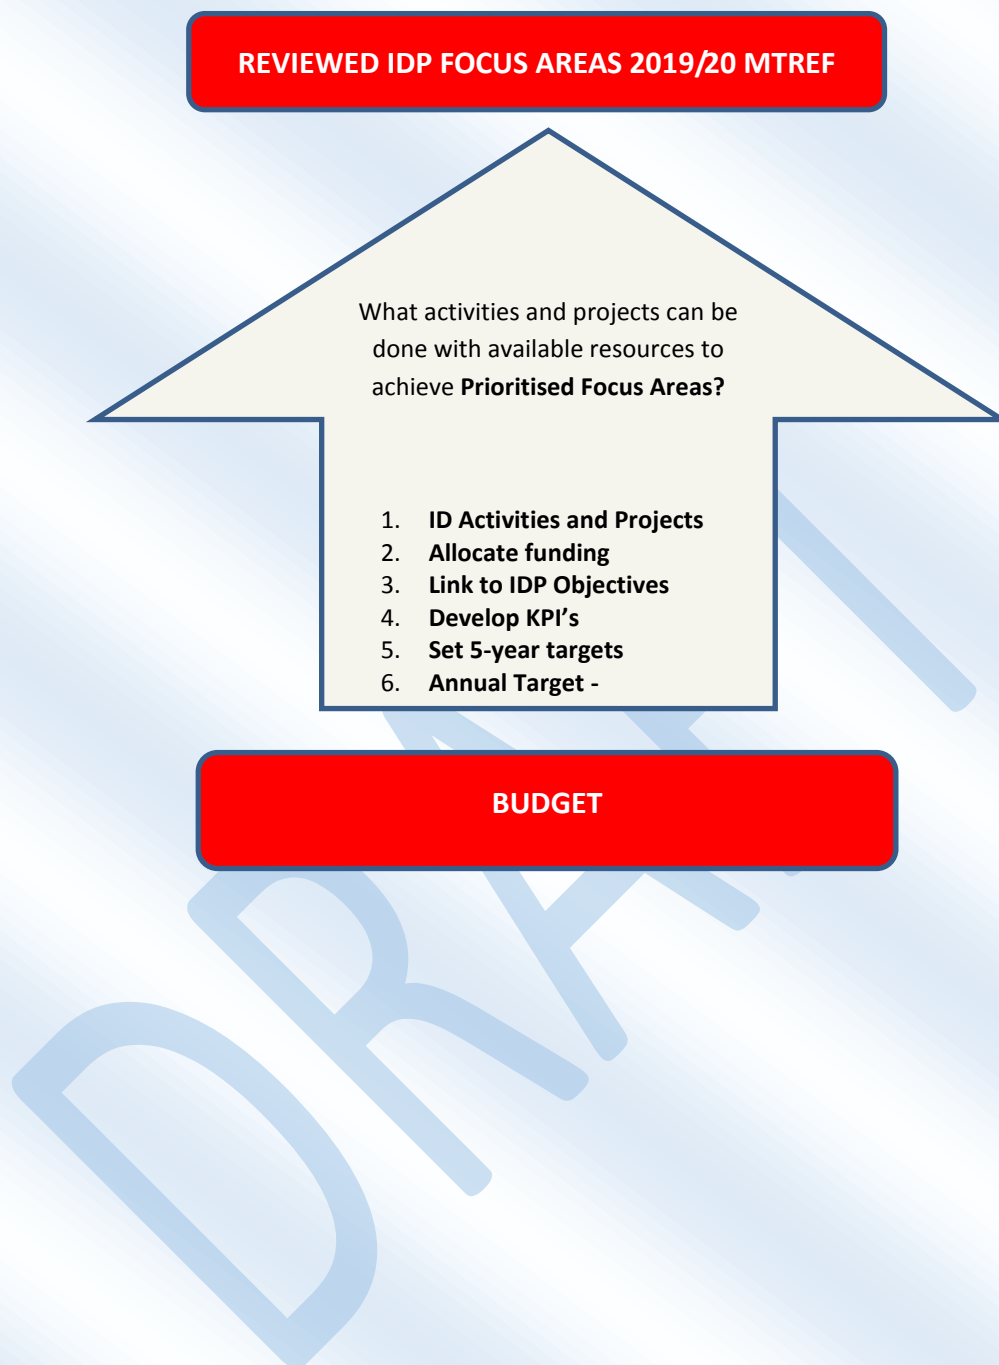 REVIEWED IDP FOCUS AREAS 2019/20 MTREF
What activities and projects can be
done with available resources to
achieve Prioritised Focus Areas?
1. ID Activities and Projects
2. Allocate funding
3. Link to IDP Objectives
4. Develop KPI’s
5. Set 5-year targets
6. Annual Target -
BUDGET
DRAFT